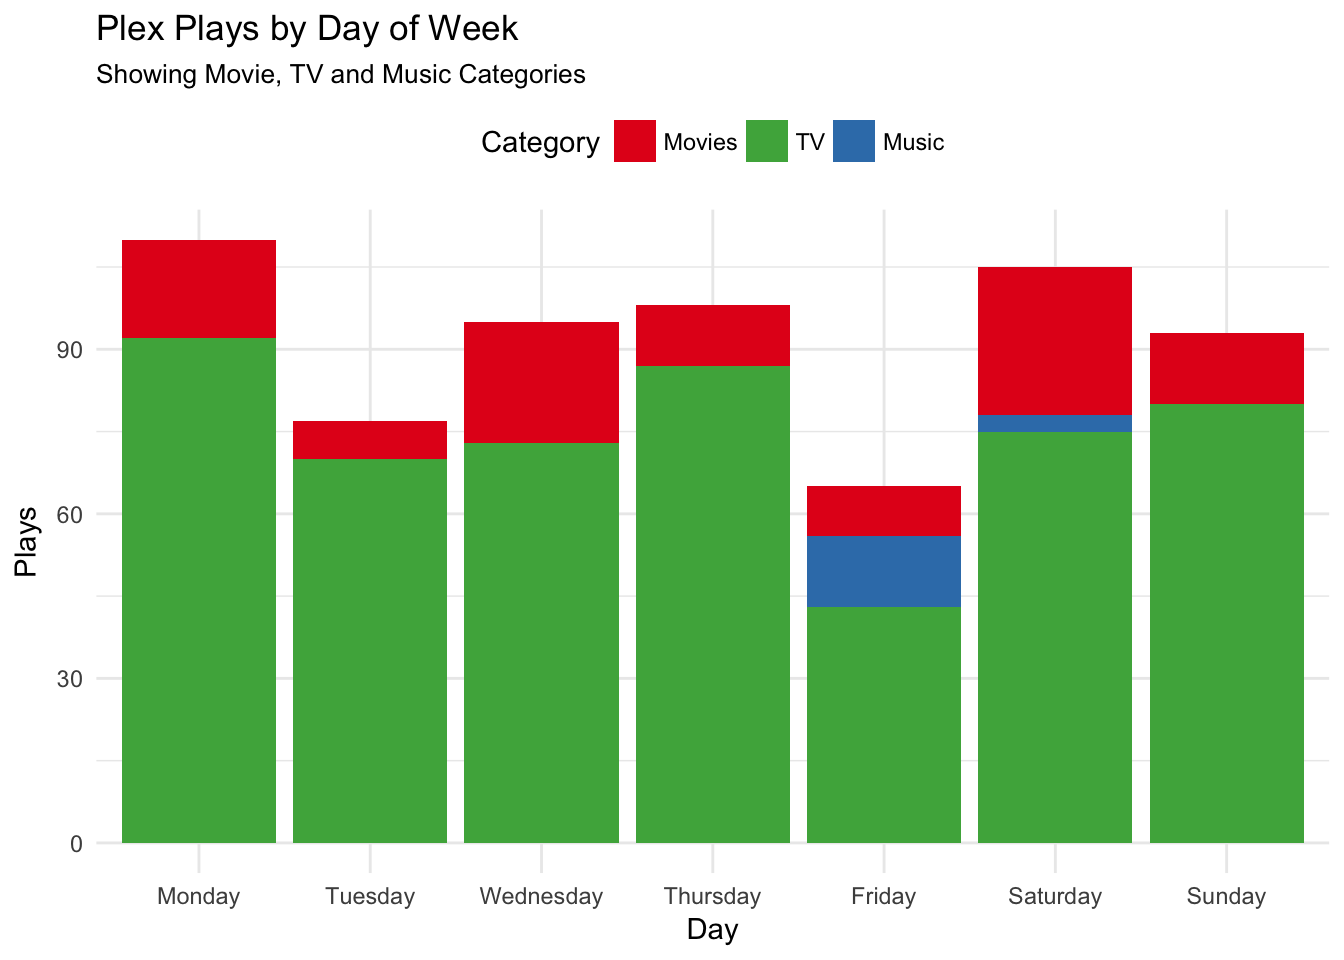 Plex Plays by Day of Week
Showing Movie, TV and Music Categories
Category Movies TV Music
Plays
90
60
30
0
Monday Tuesday Wednesday Thursday Friday Saturday Sunday
Day